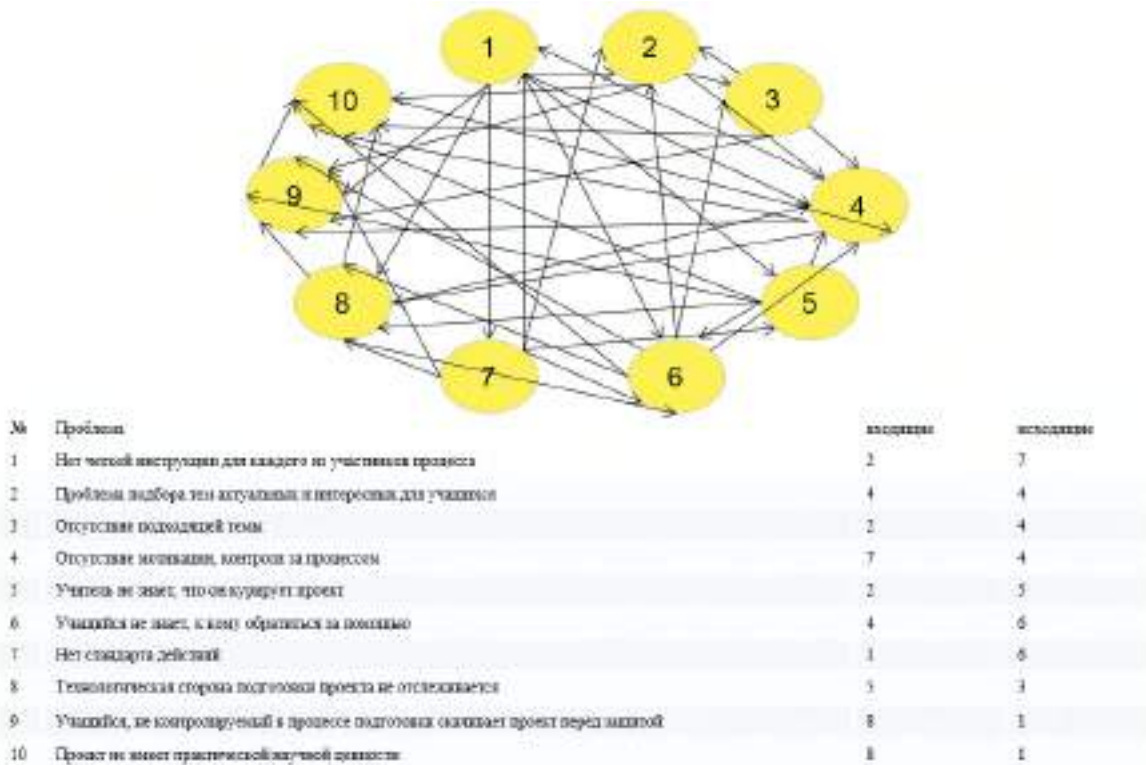 1
2
3
4
5
6
7
8
9
10
№ Проблема входящие исходящие
1 Нет четкой инструкции для каждого из участников процесса 2 7
2 Проблема подбора тем актуальных и интересных для учащихся 4 4
3 Отсутствие подходящей темы 2 4
4 Отсутствие мотивации, контроля за процессом 7 4
5 Учитель не знает, что он курирует проект 2 5
6 Учащийся не знает, к кому обратиться за помощью 4 6
7 Нет стандарта действий 1 6
8 Технологическая сторона подготовки проекта не отслеживается 5 3
9 Учащийся, не контролируемый в процессе подготовки скачивает проект перед защитой 8 1
10 Проект не имеет практической научной ценности 8 1